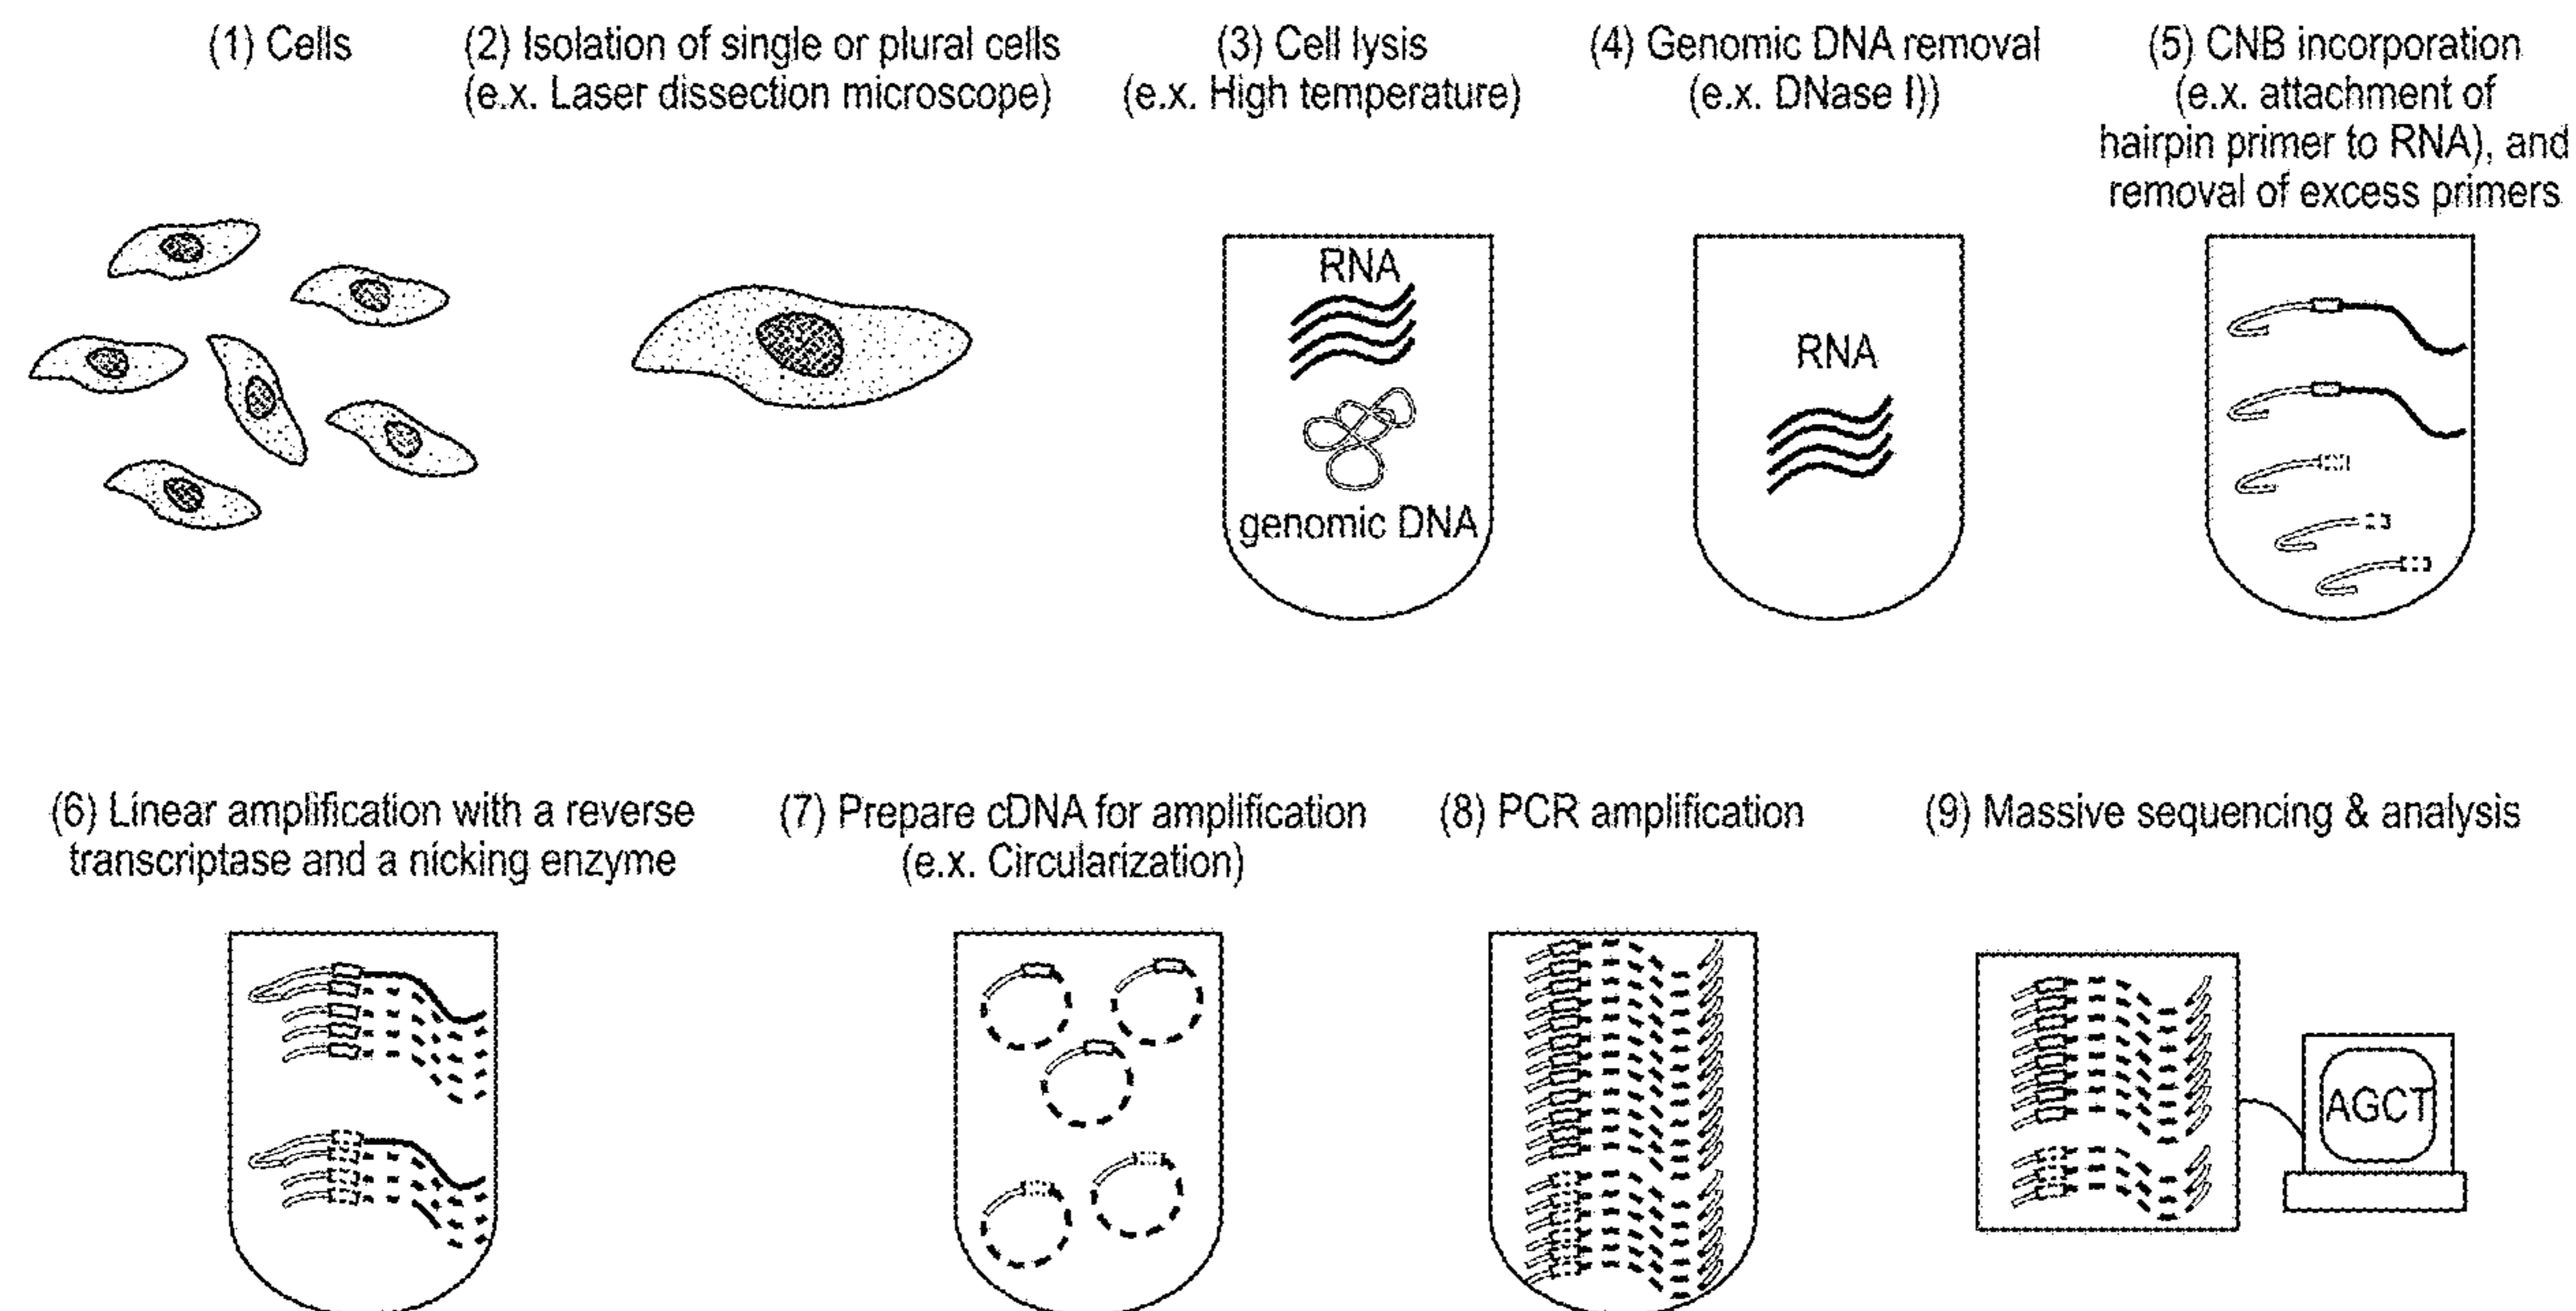 (1) Cells
(2) Isolation of single or plural cells
(e.x. Laser dissection microscope)
(3) Cell lysis
(e.x. High temperature)
(4) Genomic DNA removal
(e.x. DNase I))
(5) CNB incorporation
(e.x. attachment of
hairpin primer to RNA), and
removal of excess primers
RNA
genomic DNA
RNA
(6) Linear amplification with a reverse
transcriptase and a nicking enzyme
(7) Prepare cDNA for amplification
(e.x. Circularization)
(8) PCR amplification
(9) Massive sequencing & analysis
AGCT